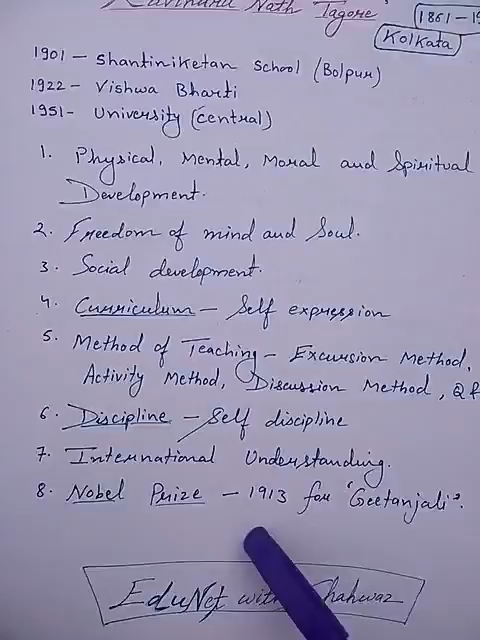 Nath Tagore
1861-19
Kolkata
1901 - Shantiniketan School (Bolpur)
1922 - Vishwa Bharti
1951- University (Central)
1. Physical, Mental, Moral and Spiritual
Development.
2. Freedom of mind and Soul.
3. Social development.
4. Curriculum - Self expression
5. Method of Teaching - Excursion Method,
Activity Method, Discussion Method,
6. Discipline - Self discipline
7. International Understanding.
8. Nobel Prize - 1913 for 'Geetanjali'.
EduNet with Shahwaz